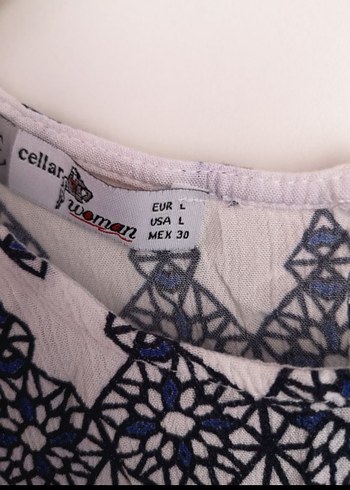 cellar
woman
EUR L
USA L
MEX 30